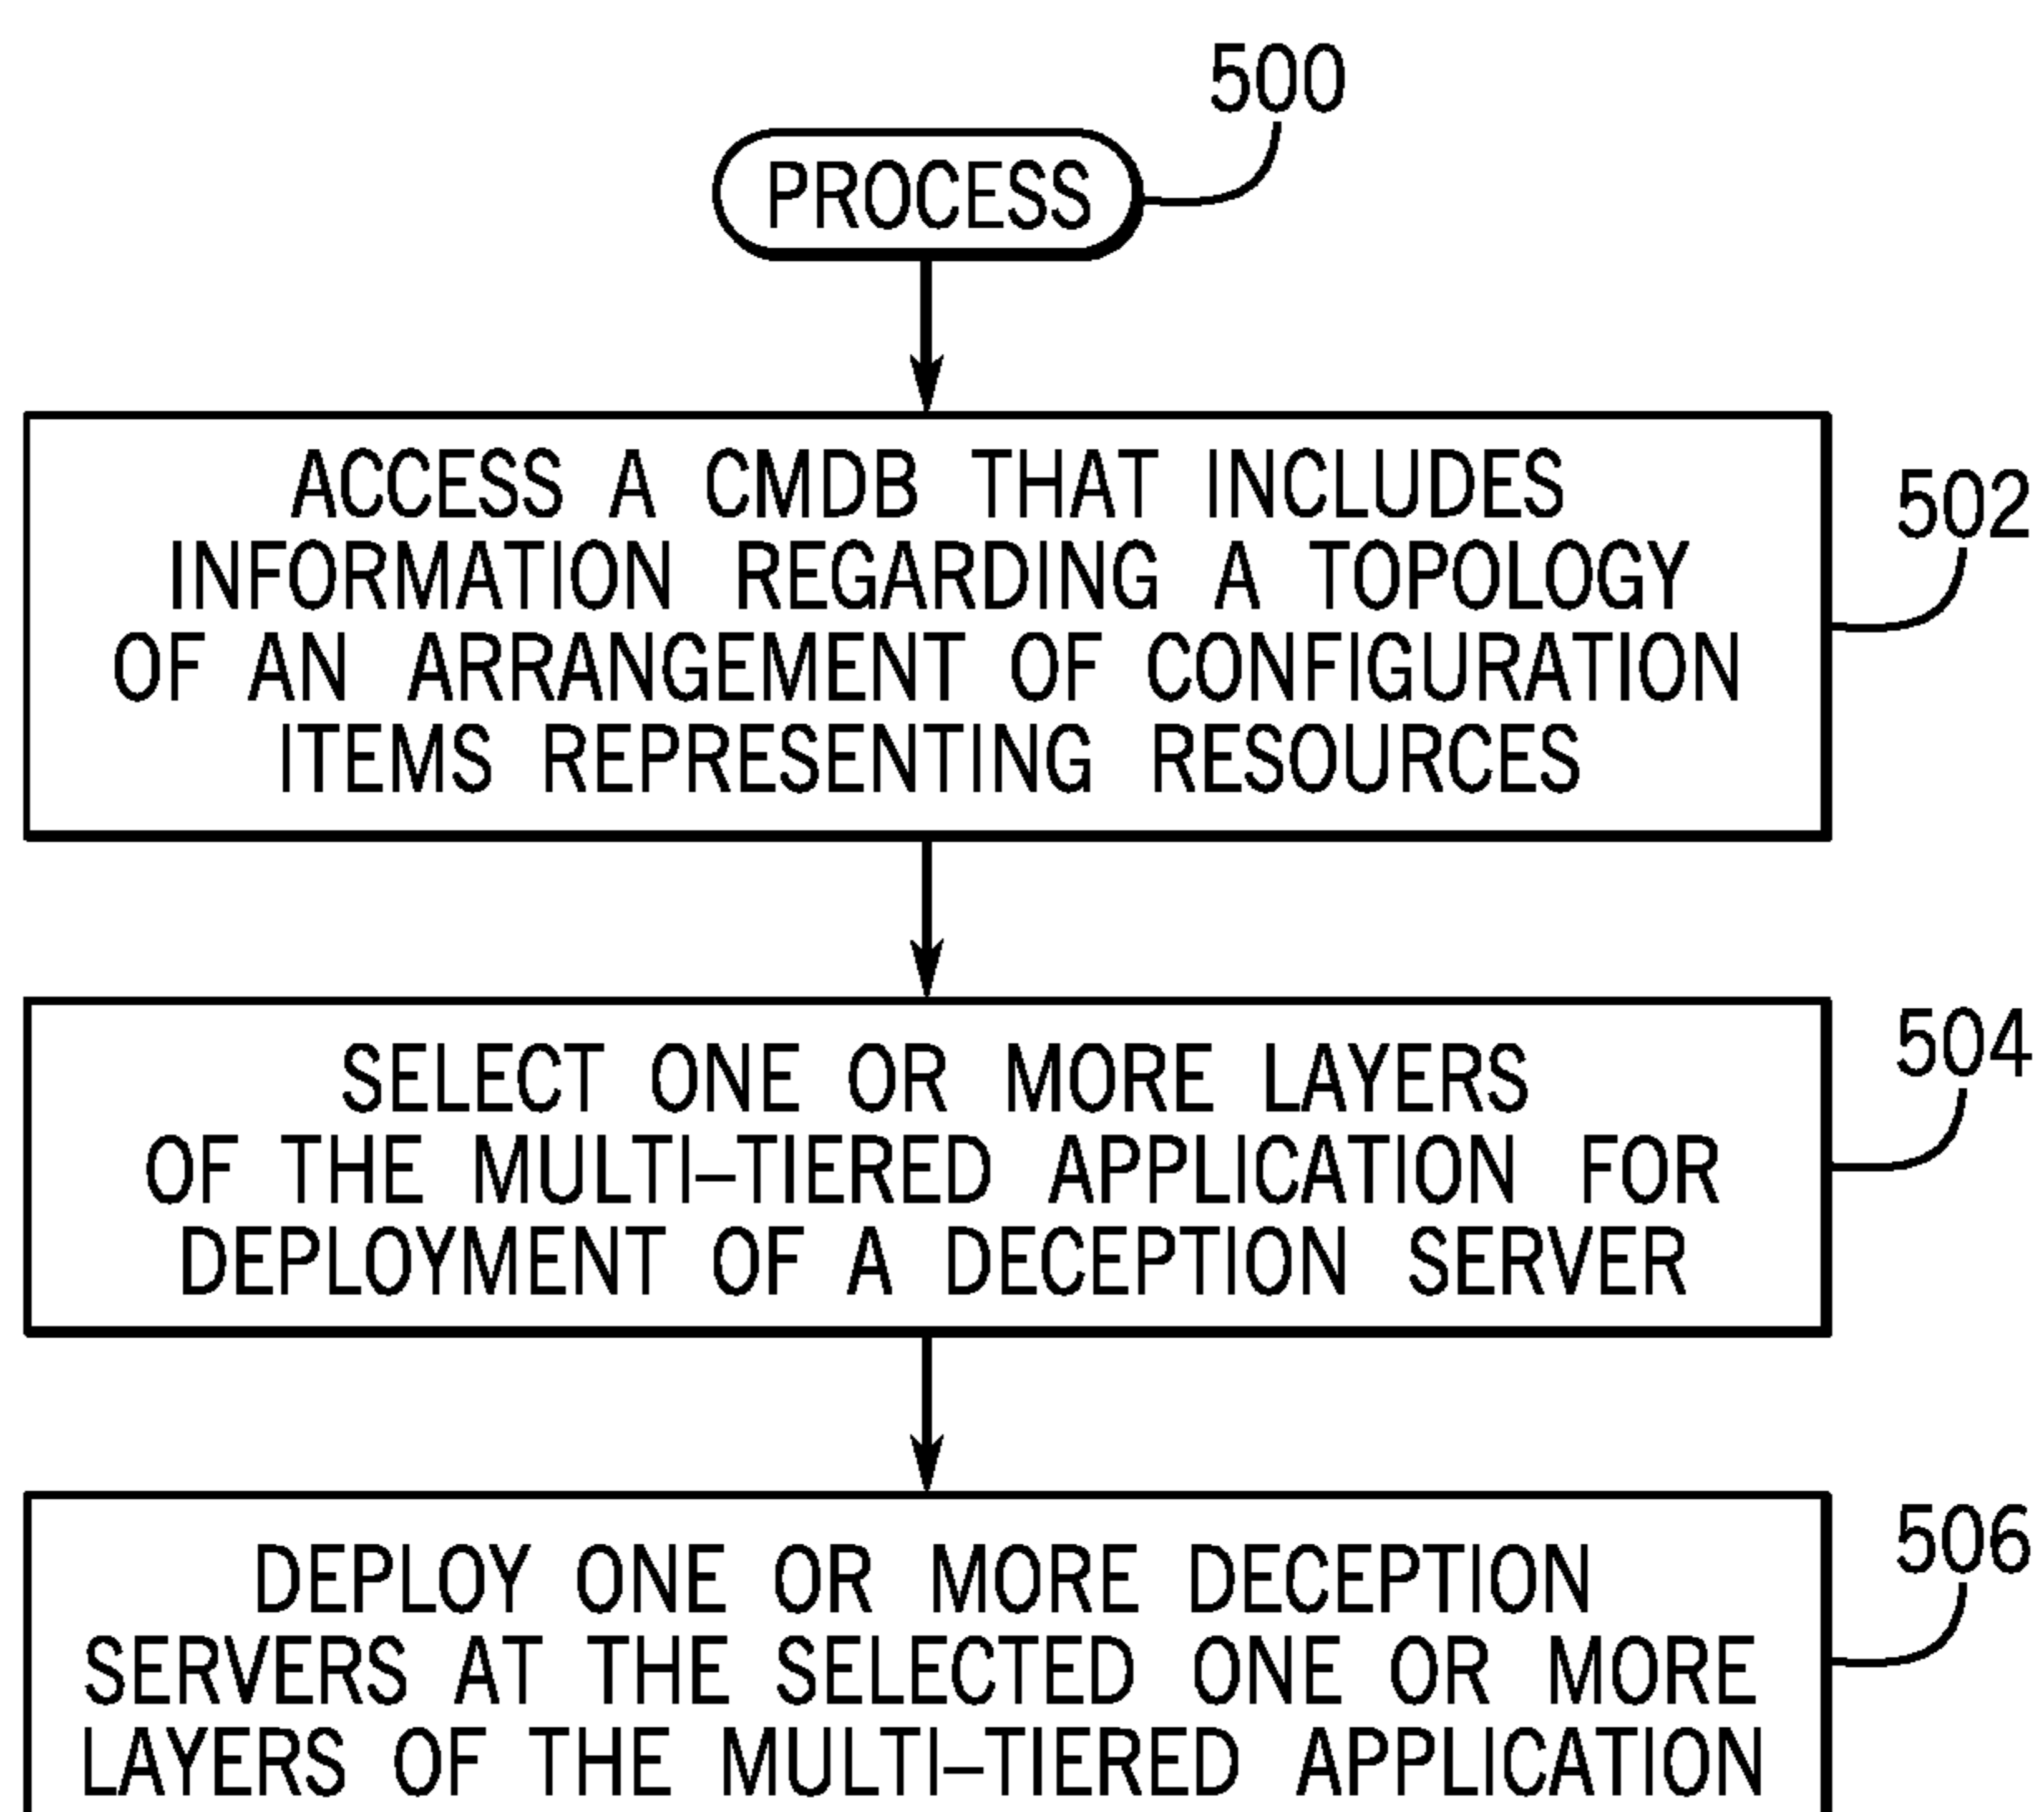 500
PROCESS
ACCESS A CMDB THAT INCLUDES
INFORMATION REGARDING A TOPOLOGY
OF AN ARRANGEMENT OF CONFIGURATION
ITEMS REPRESENTING RESOURCES
502
SELECT ONE OR MORE LAYERS
OF THE MULTI–TIERED APPLICATION FOR
DEPLOYMENT OF A DECEPTION SERVER
504
DEPLOY ONE OR MORE DECEPTION
SERVERS AT THE SELECTED ONE OR MORE
LAYERS OF THE MULTI–TIERED APPLICATION
506